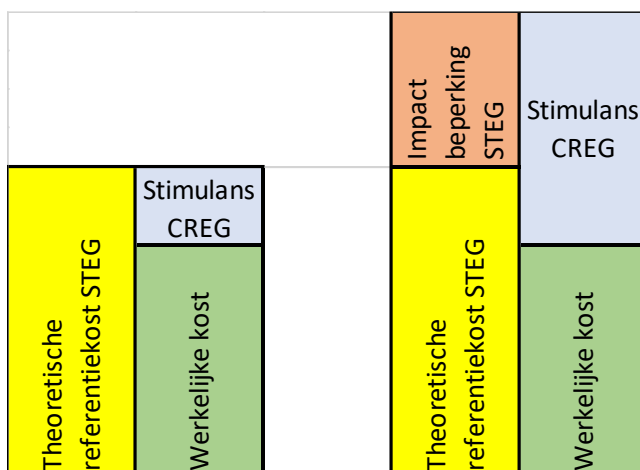 Stimulans
CREG
Theoretische
referentiekost STEG
Werkelijke kost
Impact
beperking
STEG
Stimulans
CREG
Theoretische
referentiekost STEG
Werkelijke kost